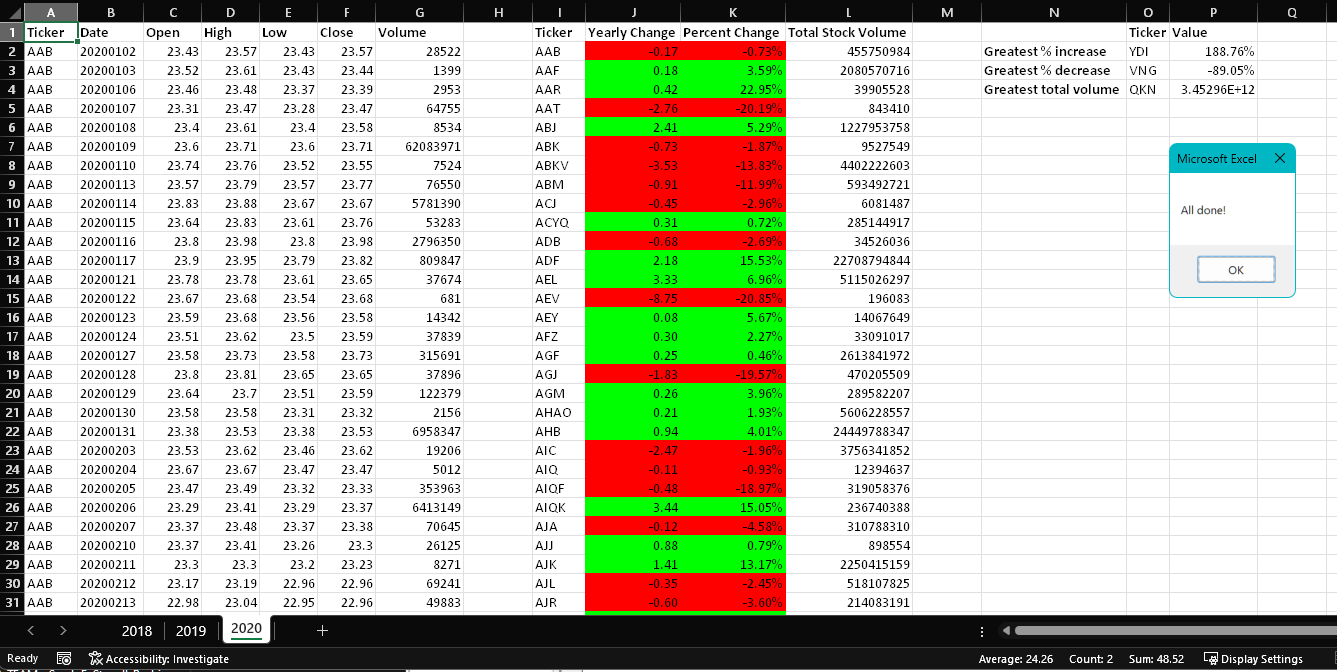 A B C D E F G H I J K L M N O P Q
1 Ticker Date Open High Low Close Volume Ticker Yearly Change Percent Change Total Stock Volume Ticker Value
2 AAB 20200102 23.43 23.57 23.43 23.57 28522 AAB -0.17 -0.73% 455750984 Greatest % increase YDI 188.76%
3 AAB 20200103 23.52 23.61 23.43 23.44 1399 AAF 0.18 3.59% 2080570716 Greatest % decrease VNG -89.05%
4 AAB 20200106 23.46 23.48 23.37 23.39 2953 AAR 0.42 22.95% 39905528 Greatest total volume QKN 3.45296E+12
5 AAB 20200107 23.31 23.47 23.28 23.47 64755 AAT -2.76 -20.19% 843410
6 AAB 20200108 23.4 23.61 23.4 23.58 8534 ABJ 2.41 5.29% 1227953758
7 AAB 20200109 23.6 23.71 23.6 23.71 62083971 ABK -0.73 -1.87% 9527549
8 AAB 20200110 23.74 23.76 23.52 23.55 7524 ABKV -3.53 -13.83% 4402222603
9 AAB 20200113 23.57 23.79 23.57 23.77 76550 ABM -0.91 -11.99% 593492721
10 AAB 20200114 23.83 23.88 23.67 23.67 5781390 ACJ -0.45 -2.96% 6081487
11 AAB 20200115 23.64 23.83 23.61 23.76 53283 ACYQ 0.31 0.72% 285144917
12 AAB 20200116 23.8 23.98 23.8 23.98 2796350 ADB -0.68 -2.69% 34526036
13 AAB 20200117 23.9 23.95 23.79 23.82 809847 ADF 2.18 15.53% 22708794844
14 AAB 20200121 23.78 23.78 23.61 23.65 37674 AEL 3.33 6.96% 5115026297
15 AAB 20200122 23.67 23.68 23.54 23.68 681 AEV -8.75 -20.85% 196083
16 AAB 20200123 23.59 23.68 23.56 23.58 14342 AEY 0.08 5.67% 14067649
17 AAB 20200124 23.51 23.62 23.5 23.59 37839 AFZ 0.30 2.27% 33091017
18 AAB 20200127 23.58 23.73 23.58 23.73 315691 AGF 0.25 0.46% 2613841972
19 AAB 20200128 23.8 23.81 23.65 23.65 37896 AGJ -1.83 -19.57% 470205509
20 AAB 20200129 23.64 23.7 23.51 23.59 122379 AGM 0.26 3.96% 289582207
21 AAB 20200130 23.58 23.58 23.31 23.32 2156 AHAO 0.21 1.93% 5606228557
22 AAB 20200131 23.38 23.53 23.38 23.53 6958347 AHB 0.94 4.01% 24449788347
23 AAB 20200203 23.53 23.62 23.46 23.62 19206 AIC -2.47 -1.96% 3756341852
24 AAB 20200204 23.67 23.67 23.47 23.47 5012 AIQ -0.11 -0.93% 12394637
25 AAB 20200205 23.47 23.49 23.32 23.33 353963 AIQF -0.48 -18.97% 319058376
26 AAB 20200206 23.29 23.41 23.29 23.37 6413149 AIQK 3.44 15.05% 236740388
27 AAB 20200207 23.37 23.48 23.37 23.38 70645 AJA -0.12 -4.58% 310788310
28 AAB 20200210 23.37 23.41 23.26 23.3 26125 AJJ 0.88 0.79% 898554
29 AAB 20200211 23.3 23.3 23.2 23.23 8271 AJK 1.41 13.17% 2250415159
30 AAB 20200212 23.17 23.19 22.96 22.96 69241 AJL -0.35 -2.45% 518107825
31 AAB 20200213 22.98 23.04 22.95 22.96 49883 AJR -0.60 -3.60% 214083191
Microsoft Excel
All done!
OK
2018 2019 2020
Ready Accessibility: Investigate Average: 24.26 Count: 2 Sum: 48.52 Display Settings